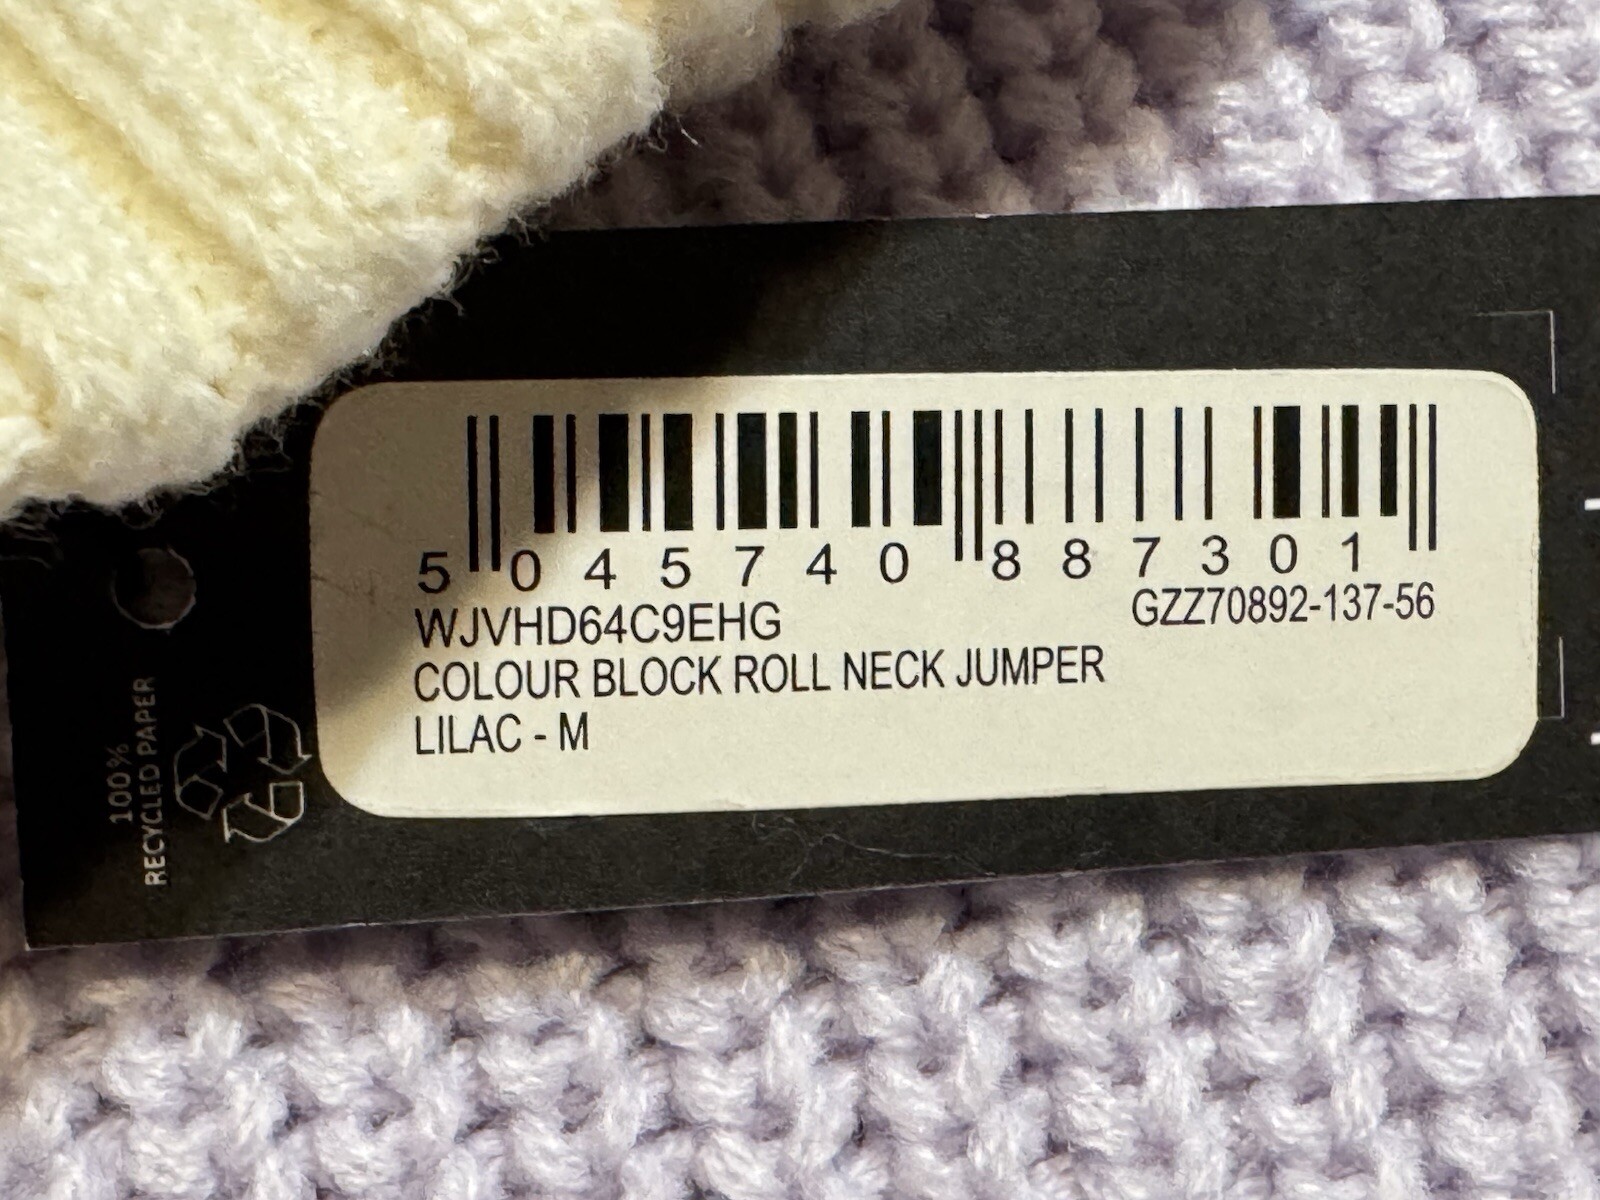 5 045740 887301
WJVHD64C9EHG
GZZ70892-137-56
COLOUR BLOCK ROLL NECK JUMPER
LILAC - M
100%
RECYCLED PAPER